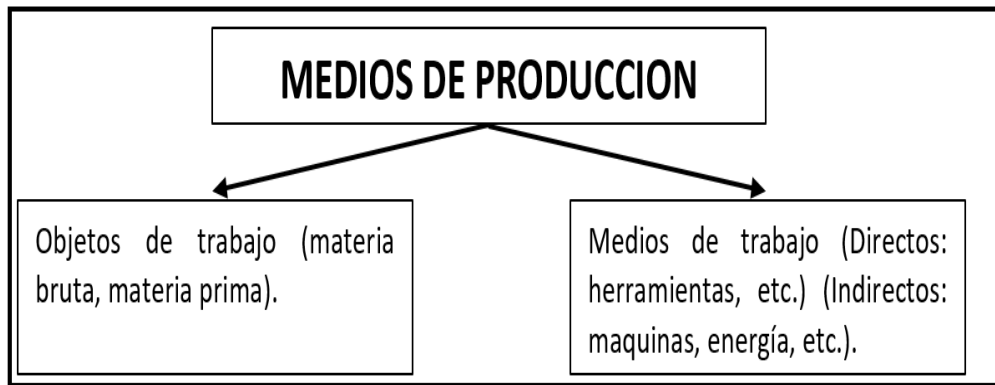 MEDIOS DE PRODUCCION
Objetos de trabajo (materia
bruta, materia prima).
Medios de trabajo (Directos:
herramientas, etc.) (Indirectos:
maquinas, energía, etc.).